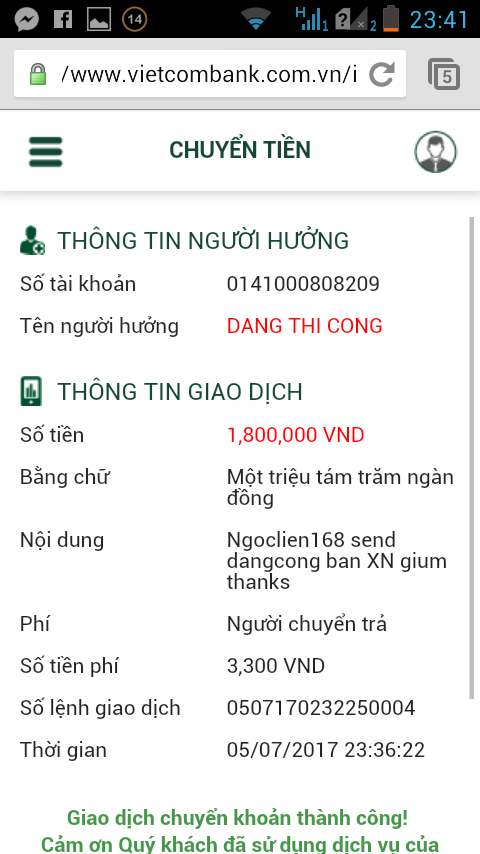 14
H
1
?
2
23:41
/www.vietcombank.com.vn/i
5
CHUYỂN TIỀN
THÔNG TIN NGƯỜI HƯỞNG
Số tài khoản 0141000808209
Tên người hưởng DANG THI CONG
THÔNG TIN GIAO DỊCH
Số tiền 1,800,000 VND
Bằng chữ Một triệu tám trăm ngàn
đồng
Nội dung Ngoclien168 send
dangcong ban XN gium
thanks
Phí Người chuyển trả
Số tiền phí 3,300 VND
Số lệnh giao dịch 0507170232250004
Thời gian 05/07/2017 23:36:22
Giao dịch chuyển khoản thành công!
Cảm ơn Quý khách đã sử dụng dịch vụ của